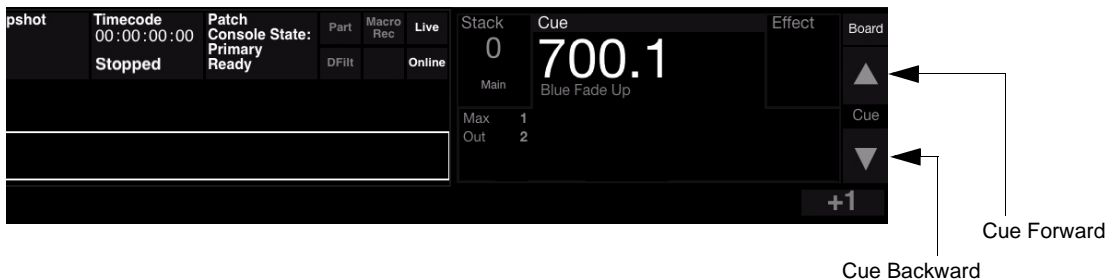 pshot
Timecode
00:00:00:00
Stopped
Patch
Console State:
Primary
Ready
Part
Macro
Rec
Live
DFilt
Online
Stack
0
Main
Cue
700.1
Blue Fade Up
Effect
Max 1
Out 2
Board
Cue
+1
Cue Forward
Cue Backward